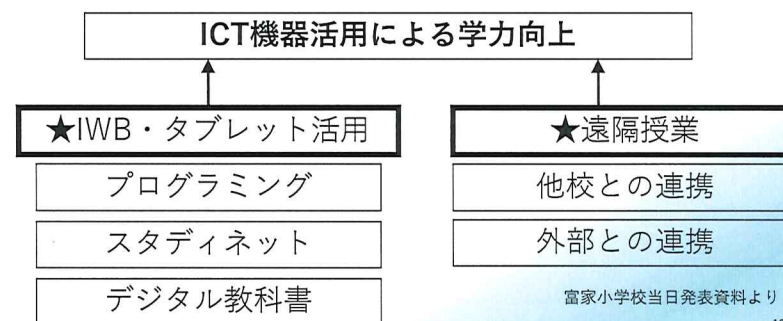 ICT機器活用による学力向上
★IWB・タブレット活用
プログラミング
スタディネット
デジタル教科書
★遠隔授業
他校との連携
外部との連携
富家小学校当日発表資料より